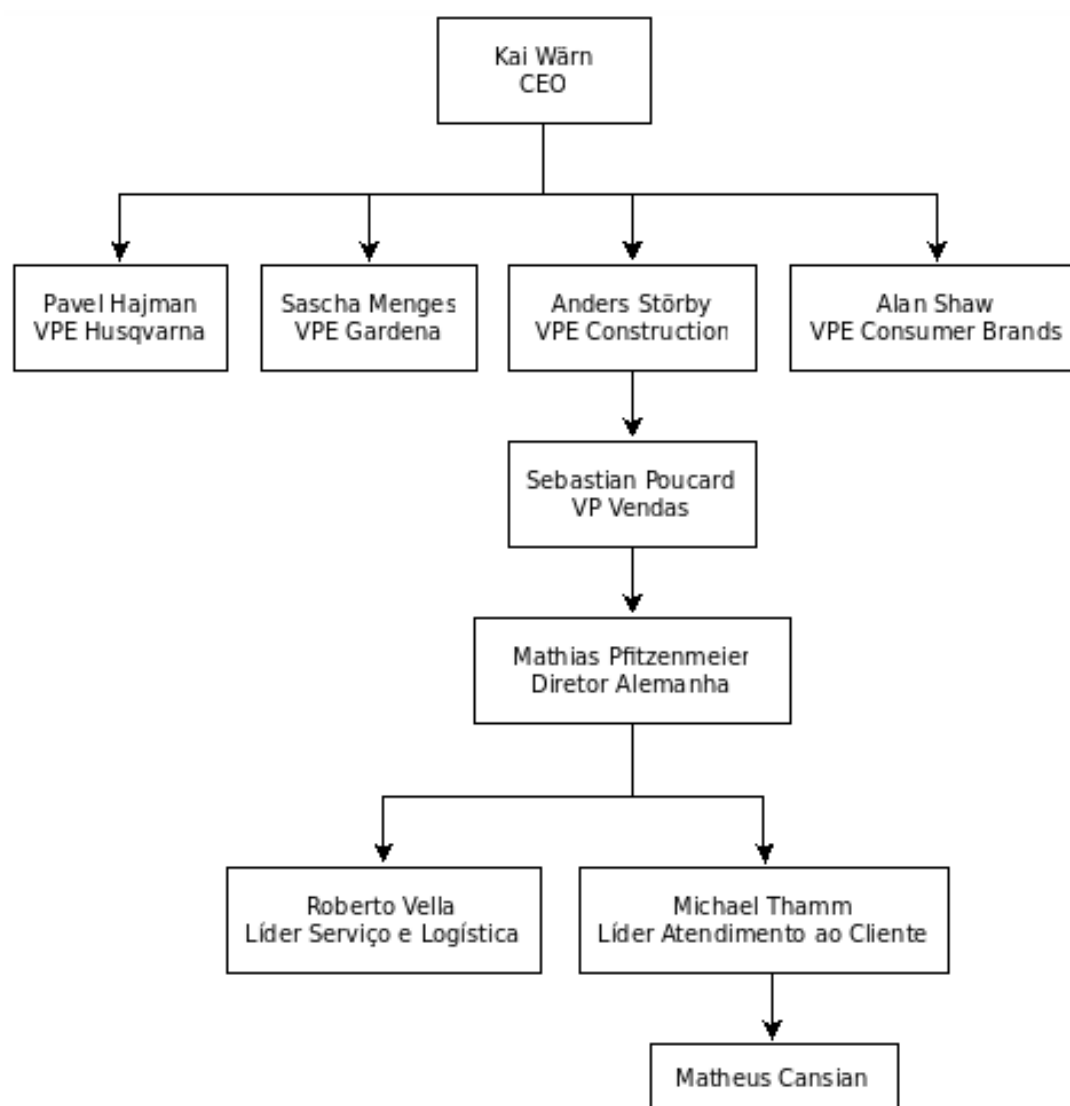 Kai Wärn
CEO
Pavel Hajman
VPE Husqvarna
Sascha Menges
VPE Gardena
Anders Störby
VPE Construction
Alan Shaw
VPE Consumer Brands
Sebastian Poucard
VP Vendas
Mathias Pfitzenmeier
Diretor Alemanha
Roberto Vella
Líder Serviço e Logística
Michael Thamm
Líder Atendimento ao Cliente
Matheus Cansian